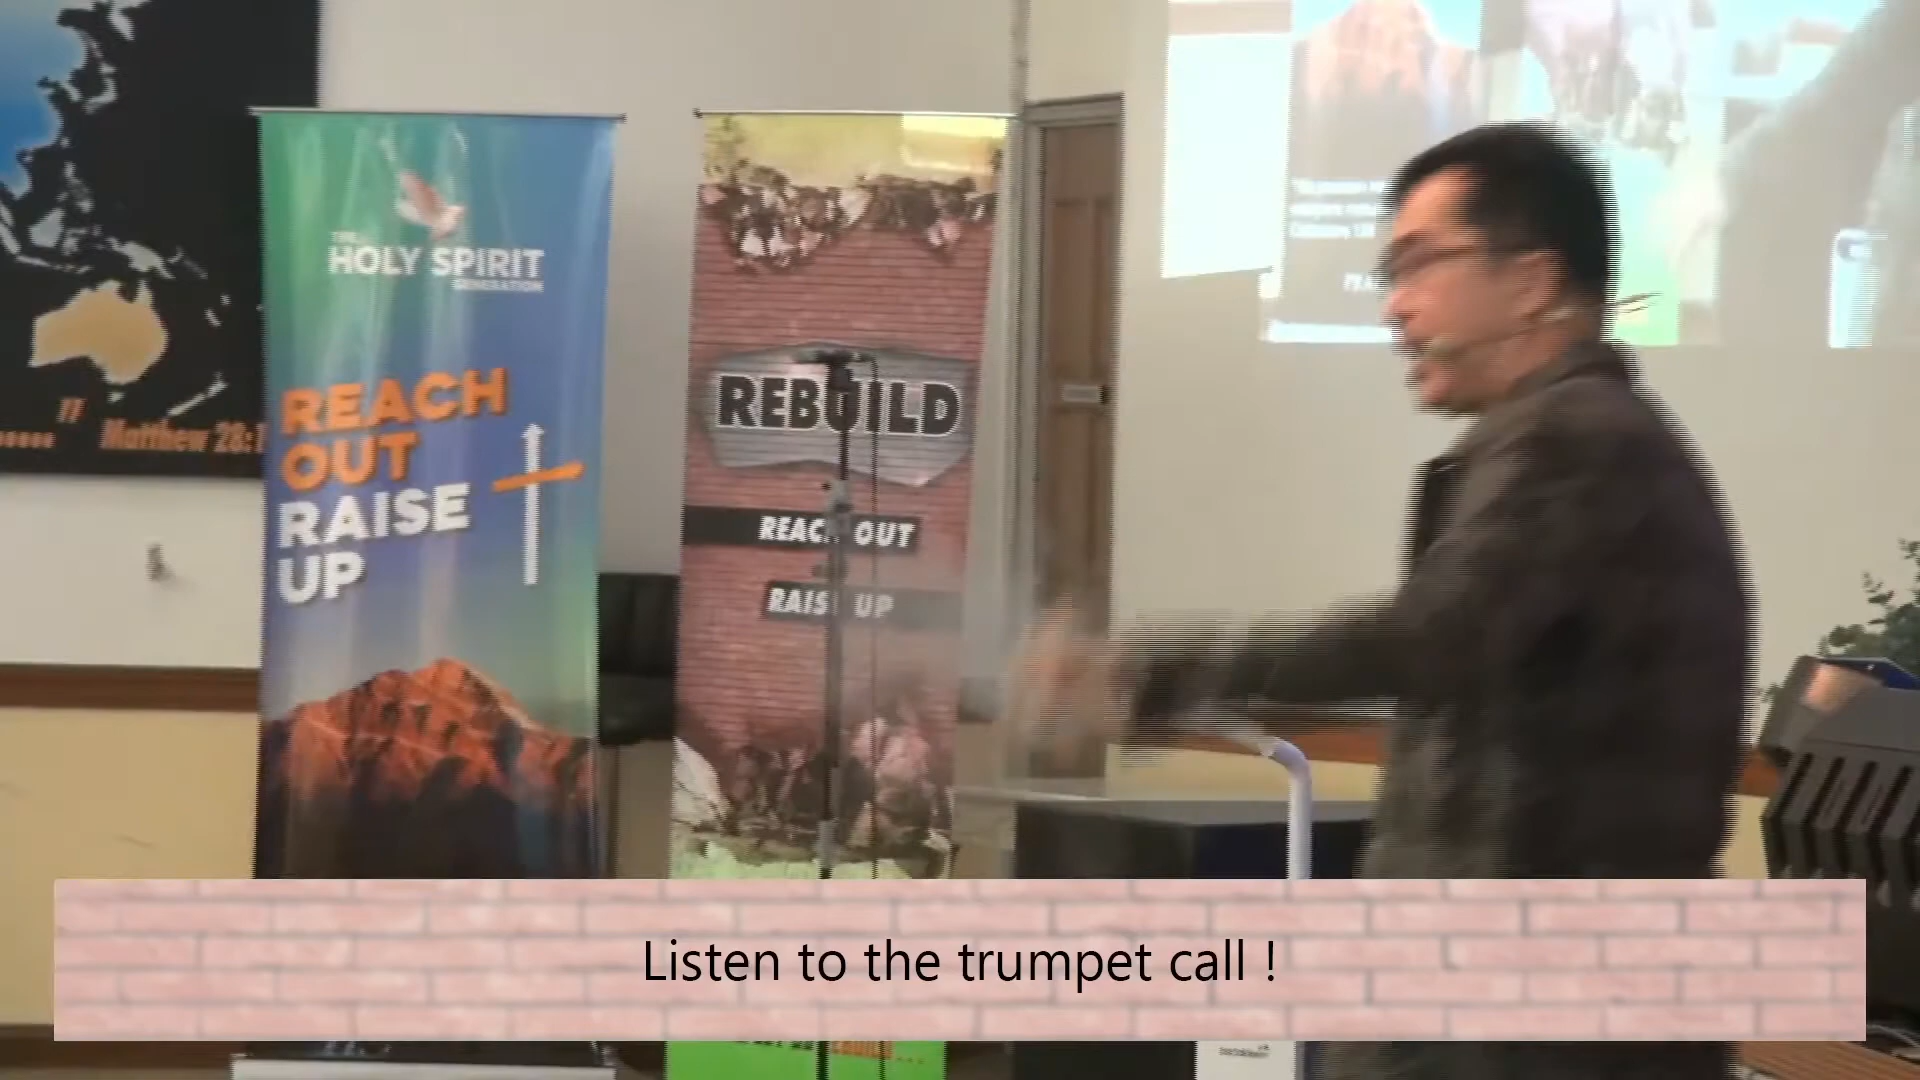 " Matthew 28:1
THE
HOLY SPIRIT
GENERATION
REACH
OUT
RAISE
UP
REBUILD
REACH OUT
RAISE UP
Listen to the trumpet call !